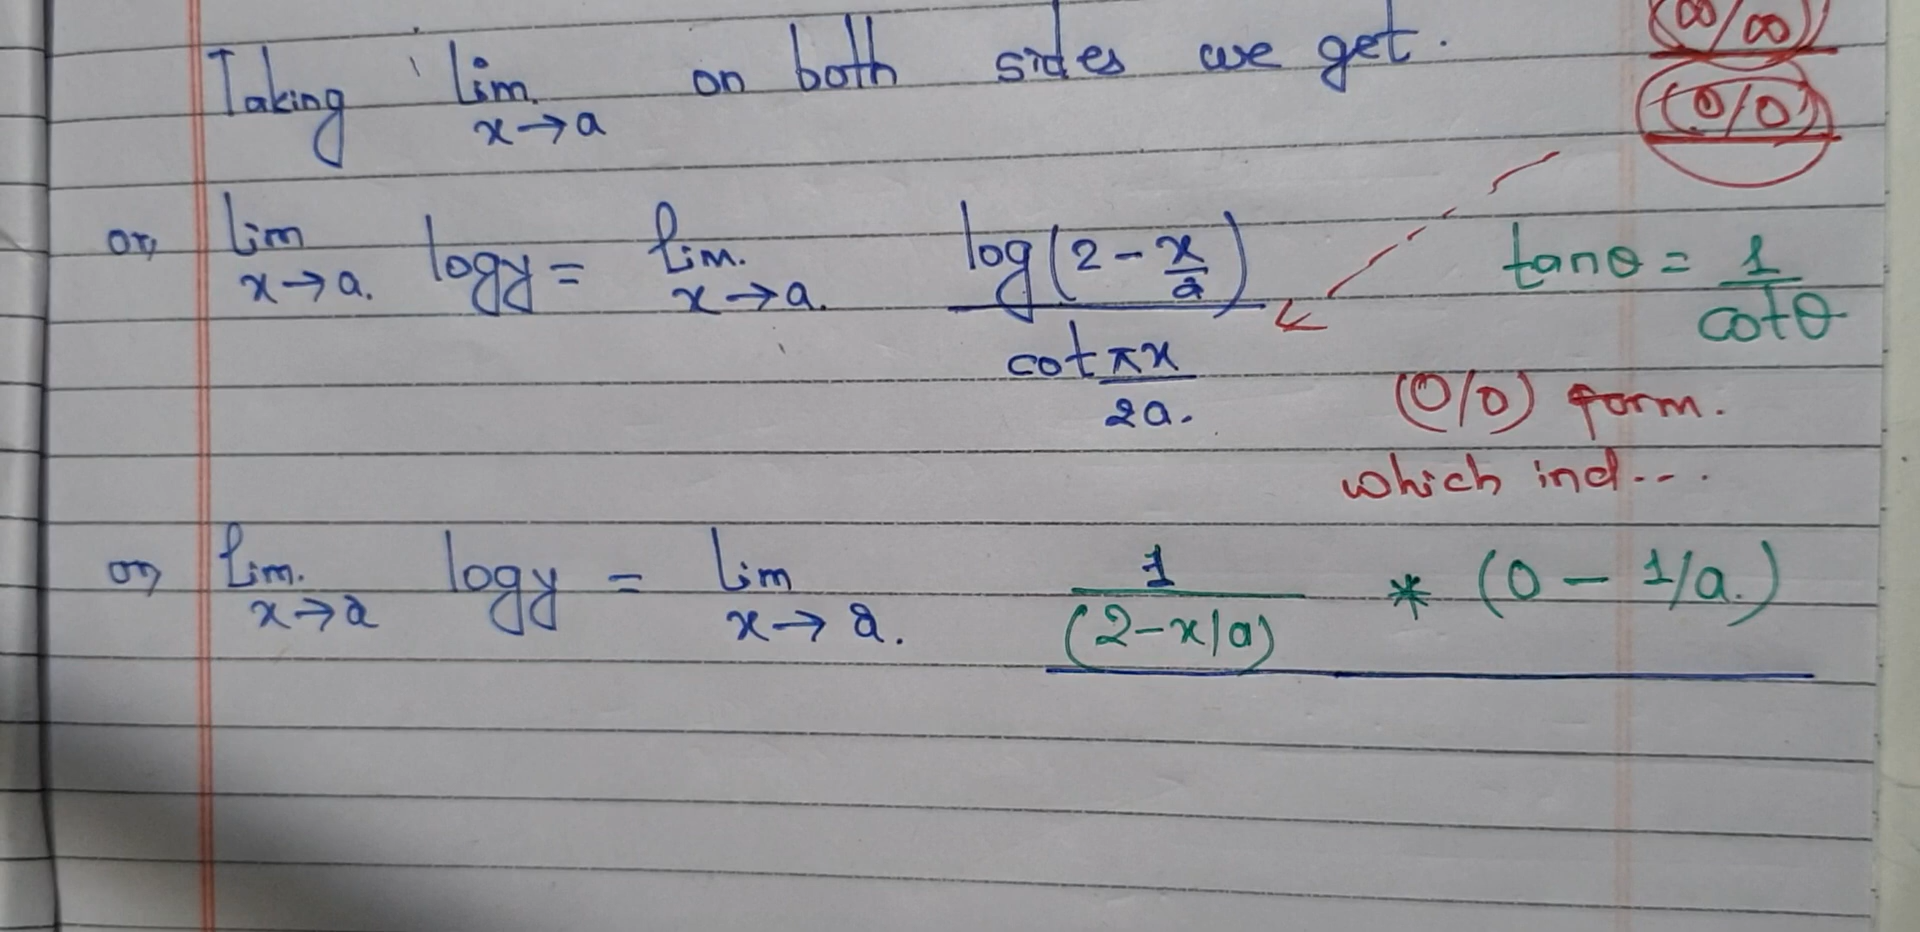 (∞/∞)
Taking lim x→a on both sides we get.
(0/0)
or, lim x→a. log y = lim. x→a. log(2 - x/a) / cot πx/2a.
tanθ = 1/cotθ
(0/0) form.
which ind...
or, lim. x→a log y = lim x→a. 1/(2-x/a) * (0 - 1/a.)